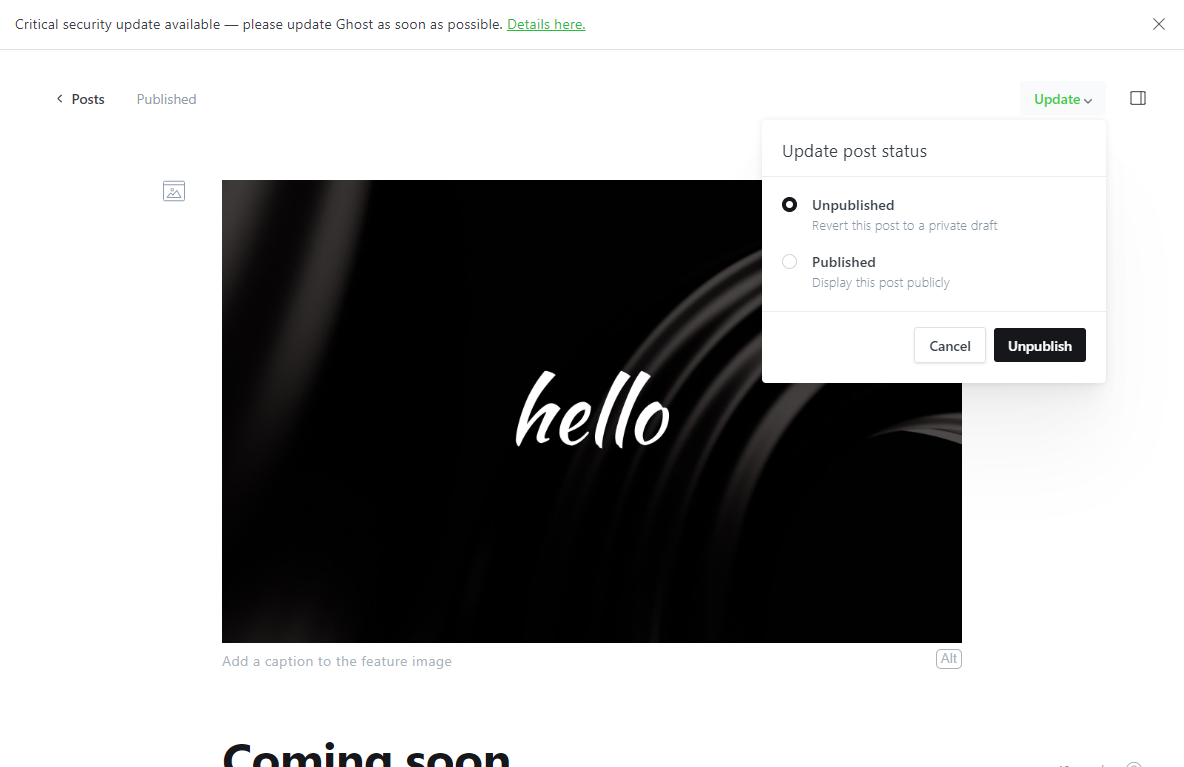 Critical security update available — please update Ghost as soon as possible. Details here.
Posts Published Update
Update post status
Unpublished
Revert this post to a private draft
Published
Display this post publicly
Cancel Unpublish
hello
Add a caption to the feature image Alt
Coming soon